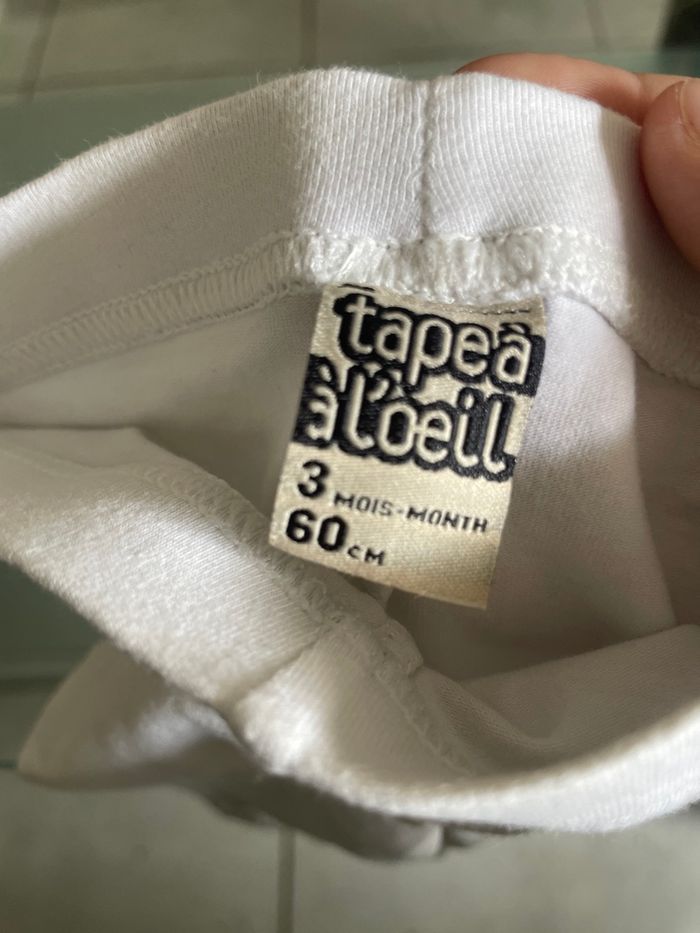 tapeà
àl'oeil
3 MOIS-MONTH
60 CM